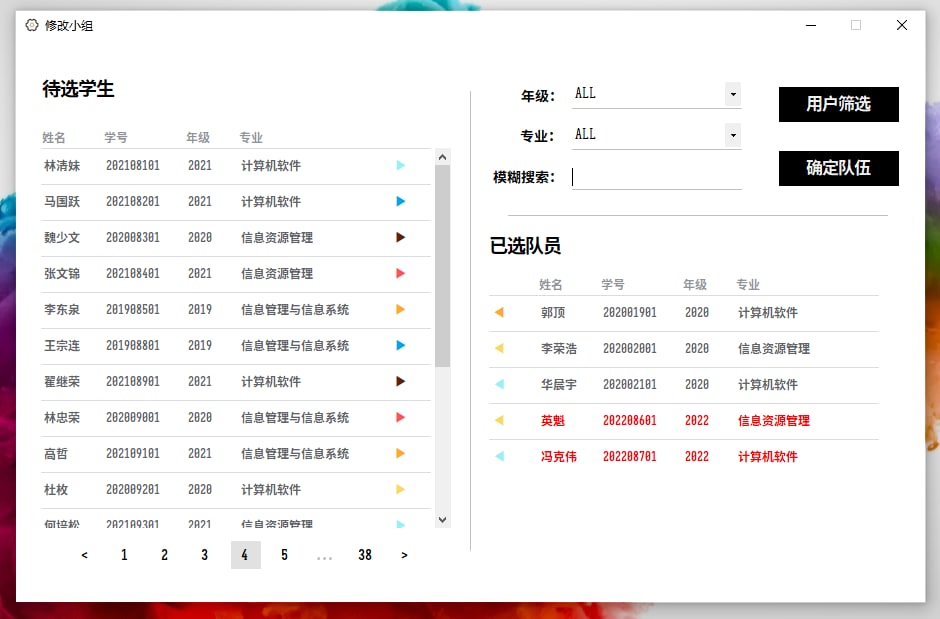 修改小组
待选学生
姓名 学号 年级 专业
林清妹 202108101 2021 计算机软件
马国跃 202108201 2021 计算机软件
魏少文 202008301 2020 信息资源管理
张文锦 202108401 2021 信息资源管理
李东泉 201908501 2019 信息管理与信息系统
王宗连 201908801 2019 信息管理与信息系统
翟继荣 202108901 2021 计算机软件
林忠荣 202009001 2020 信息管理与信息系统
高哲 202109101 2021 信息管理与信息系统
杜枚 202009201 2020 计算机软件
何培松 202109301 2021 信息资源管理
< 1 2 3 4 5 ... 38 >
年级： ALL
专业： ALL
模糊搜索：
用户筛选
确定队伍
已选队员
姓名 学号 年级 专业
郭顶 202001901 2020 计算机软件
李荣浩 202002001 2020 信息资源管理
华晨宇 202002101 2020 计算机软件
英魁 202208601 2022 信息资源管理
冯克伟 202208701 2022 计算机软件